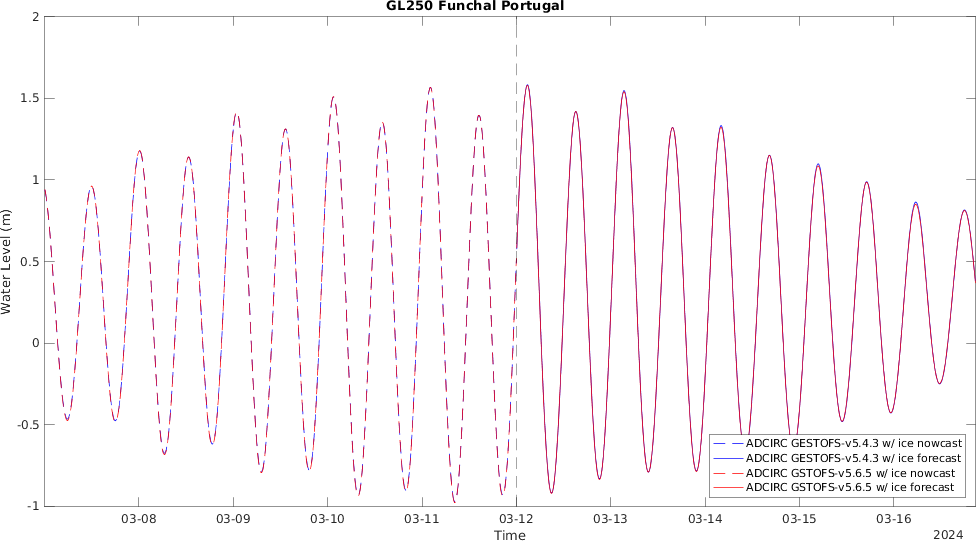 GL250 Funchal Portugal
2
1.5
1
0.5
0
-0.5
-1
Water Level (m)
ADCIRC GESTOFS-v5.4.3 w/ ice nowcast
ADCIRC GESTOFS-v5.4.3 w/ ice forecast
ADCIRC GSTOFS-v5.6.5 w/ ice nowcast
ADCIRC GSTOFS-v5.6.5 w/ ice forecast
03-08 03-09 03-10 03-11 03-12 03-13 03-14 03-15 03-16
Time
2024